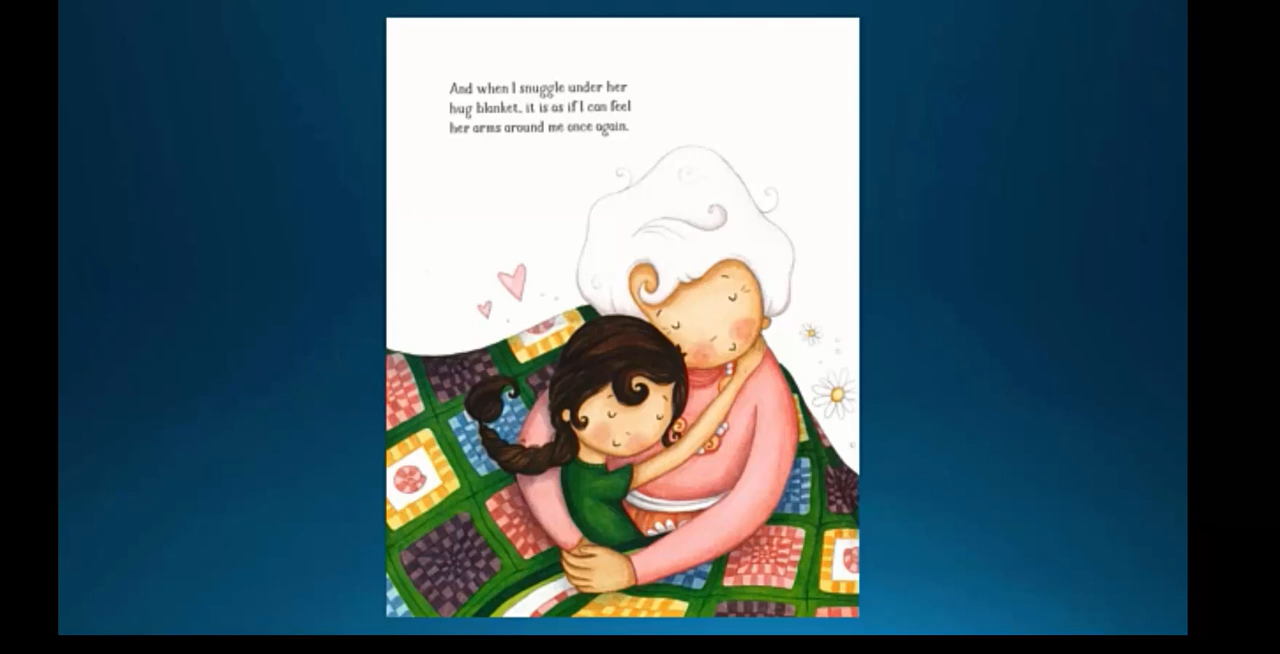 And when I snuggle under her
hug blanket, it is as if I can feel
her arms around me once again.